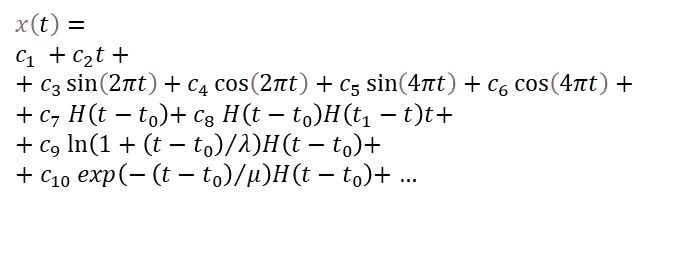 x(t) =
c₁ + c₂t +
+ c₃ sin(2πt) + c₄ cos(2πt) + c₅ sin(4πt) + c₆ cos(4πt) +
+ c₇ H(t − t₀)+ c₈ H(t − t₀)H(t₁ − t)t+
+ c₉ ln(1 + (t − t₀)/λ)H(t − t₀)+
+ c₁₀ exp(− (t − t₀)/μ)H(t − t₀)+ ...